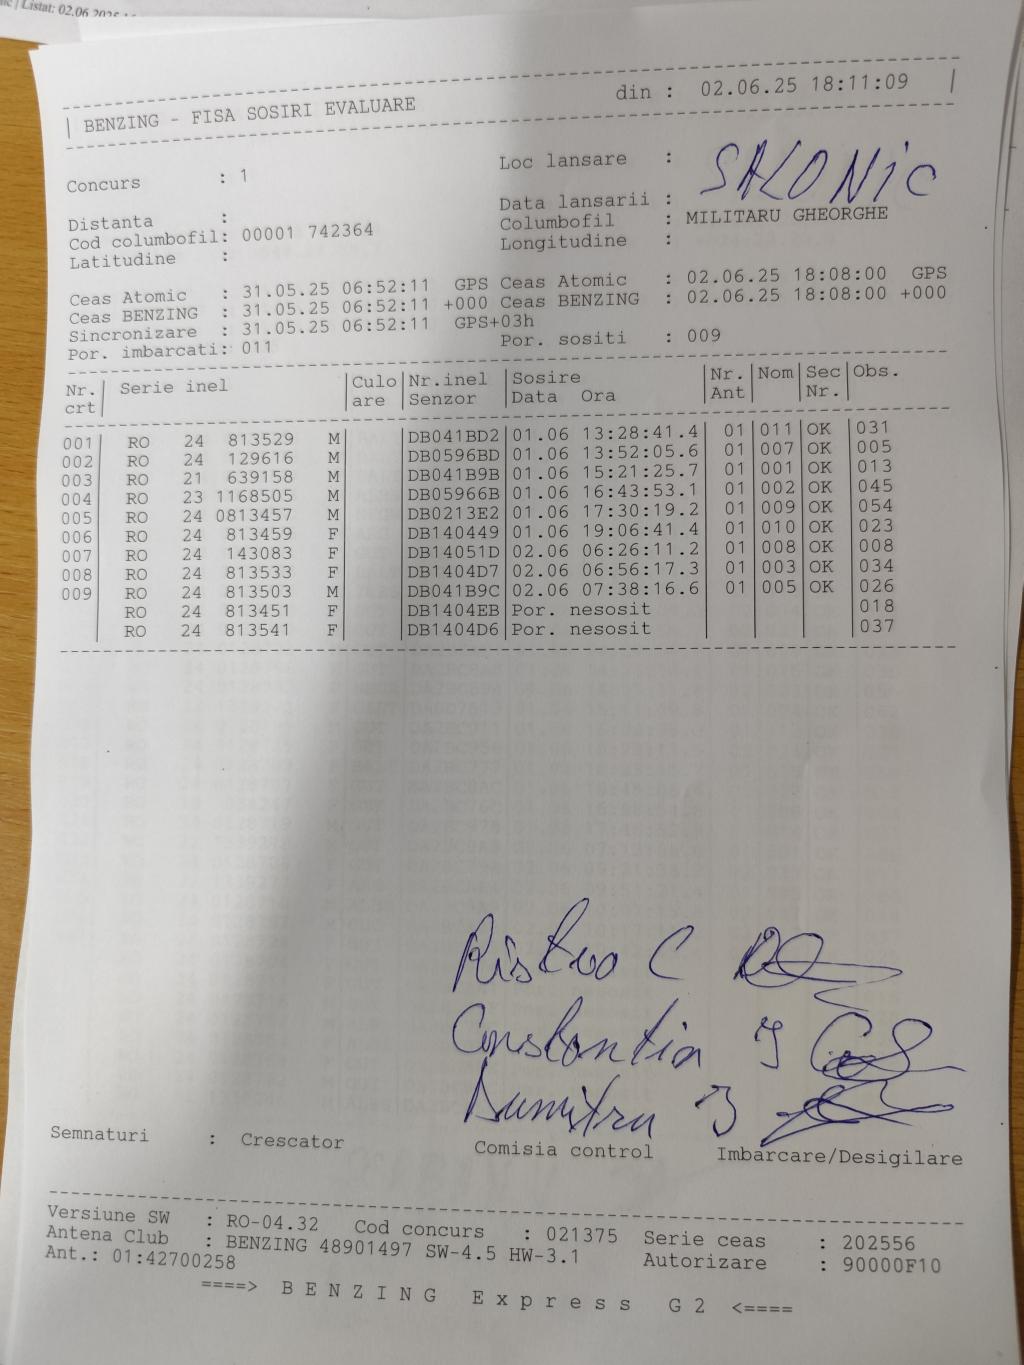 Listat: 02.06
BENZING - FISA SOSIRI EVALUARE din : 02.06.25 18:11:09
Concurs : 1 Loc lansare : SALONIC
Distanta : Data lansarii :
Cod columbofil: 00001 742364 Columbofil : MILITARU GHEORGHE
Latitudine : Longitudine :
Ceas Atomic : 31.05.25 06:52:11 GPS Ceas Atomic : 02.06.25 18:08:00 GPS
Ceas BENZING : 31.05.25 06:52:11 +000 Ceas BENZING : 02.06.25 18:08:00 +000
Sincronizare : 31.05.25 06:52:11 GPS+03h
Por. imbarcati: 011 Por. sositi : 009
Nr. Serie inel Culo Nr.inel Sosire Nr. Nom Sec Obs.
crt are Senzor Data Ora Ant Nr.
001 RO 24 813529 M DB041BD2 01.06 13:28:41.4 01 011 OK 031
002 RO 24 129616 M DB0596BD 01.06 13:52:05.6 01 007 OK 005
003 RO 21 639158 M DB041B9B 01.06 15:21:25.7 01 001 OK 013
004 RO 23 1168505 M DB05966B 01.06 16:43:53.1 01 002 OK 045
005 RO 24 0813457 M DB0213E2 01.06 17:30:19.2 01 009 OK 054
006 RO 24 813459 F DB140449 01.06 19:06:41.4 01 010 OK 023
007 RO 24 143083 F DB14051D 02.06 06:26:11.2 01 008 OK 008
008 RO 24 813533 F DB1404D7 02.06 06:56:17.3 01 003 OK 034
009 RO 24 813503 M DB041B9C 02.06 07:38:16.6 01 005 OK 026
RO 24 813451 F DB1404EB Por. nesosit 018
RO 24 813541 F DB1404D6 Por. nesosit 037
Ristuo C
Constantin J
Dumitru J
Semnaturi : Crescator Comisia control Imbarcare/Desigilare
Versiune SW : RO-04.32 Cod concurs : 021375 Serie ceas : 202556
Antena Club : BENZING 48901497 SW-4.5 HW-3.1 Autorizare : 90000F10
Ant.: 01:42700258
====> BENZING Express G2 <====